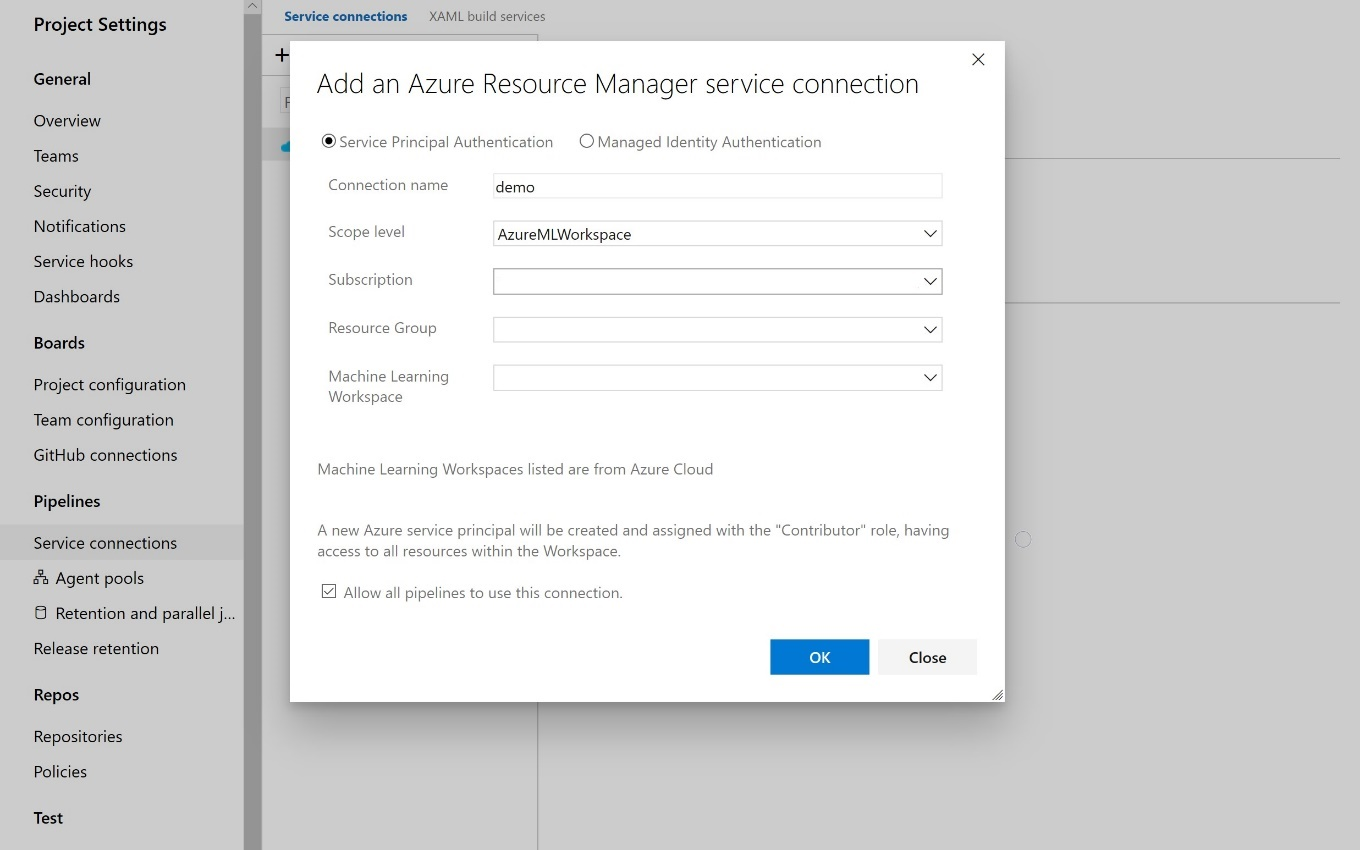 Project Settings
General
Overview
Teams
Security
Notifications
Service hooks
Dashboards
Boards
Project configuration
Team configuration
GitHub connections
Pipelines
Service connections
Agent pools
Retention and parallel j...
Release retention
Repos
Repositories
Policies
Test
Service connections XAML build services
+
Add an Azure Resource Manager service connection
Service Principal Authentication Managed Identity Authentication
Connection name demo
Scope level AzureMLWorkspace
Subscription
Resource Group
Machine Learning
Workspace
Machine Learning Workspaces listed are from Azure Cloud
A new Azure service principal will be created and assigned with the "Contributor" role, having
access to all resources within the Workspace.
Allow all pipelines to use this connection.
OK Close